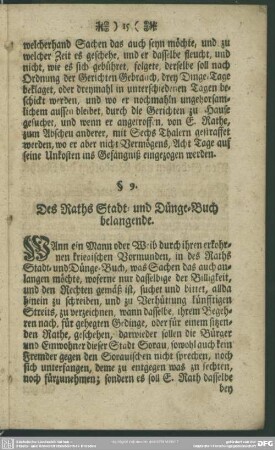 ) 15 (
welcherhand Sachen das auch seyn möchte, und zu
welcher Zeit es geschehe, und er dasselbe fleucht, und
nicht, wie es sich gebühret, folgete, derselbe soll nach
Ordnung der Gerichten Gebrauch, drey Dinge-Tage
beklaget, oder dreymahl in unterschiedenen Tagen be-
schickt werden, und wo er nochmahln ungehorsam-
lichem aussen bleibet, durch die Gerichten zu Hause
gesuchet, und wenn er angetroffen, von E. Rathe,
zum Abscheu anderer, mit Sechs Thalern gestraffet
werden, wo er aber nicht Vermögens, Acht Tage auf
seine Unkosten ins Gefängnüß eingezogen werden.
§ 9.
Des Raths Stadt- und Dünge-Buch
belangende.
WAnn ein Mann oder Weib durch ihren erkohr-
nen kriegischen Vormunden, in des Raths
Stadt- und Dünge-Buch, was Sachen das auch an-
langen möchte, woferne nur dasselbige der Billigkeit,
und den Rechten gemäß ist, suchet und bittet, alldа
hinein zu schreiben, und zu Verhütung künftigen
Streits, zu verzeichnen, wann dasselbe, ihrem Begeh-
ren nach, für gehegten Gedinge, oder für einem sitzen-
den Rathe, geschehen, darwieder sollen die Bürger
und Einwohner dieser Stadt Sorau, sowohl auch kein
Fremder gegen den Sorauischen nicht sprechen, noch
sich untersangen, deme zu entgegen was zu fechten,
noch fürzunehmen; sondern es soll E. Rath dasselbe
bey